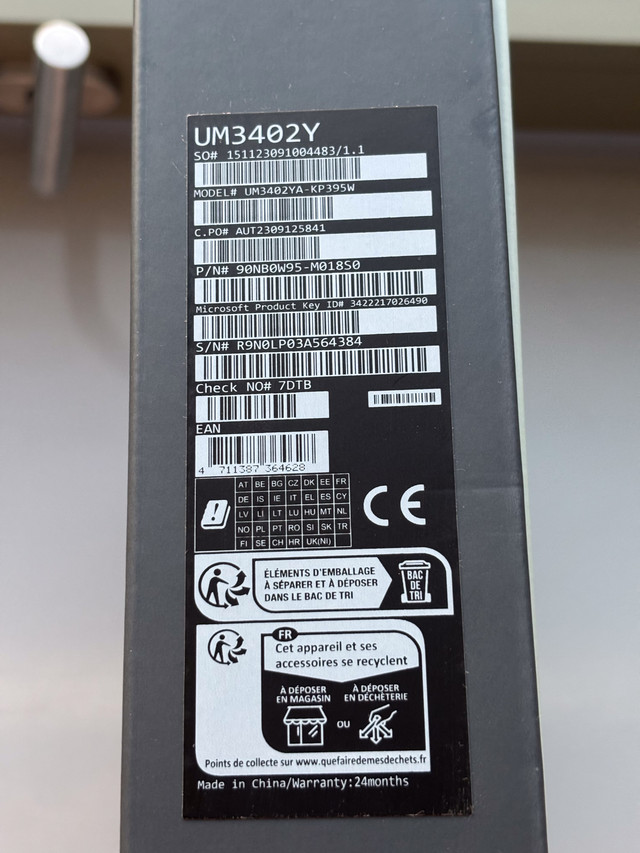 UM3402Y
SO# 151123091004483/1.1
MODEL# UM3402YA-KP395W
C.PO# AUT2309125841
P/N# 90NB0W95-M018S0
Microsoft Product Key ID# 3422217026490
S/N# R9N0LP03A564384
Check NO# 7DTB
EAN
4 711387 364628
AT BE BG CZ DK EE FR
DE IS IE IT EL ES CY
LV LI LT LU HU MT NL
NO PL PT RO SI SK TR
FI SE CH HR UK(NI)
CE
ÉLÉMENTS D'EMBALLAGE
À SÉPARER ET À DÉPOSER
DANS LE BAC DE TRI
BAC
DE
TRI
FR
Cet appareil et ses
accessoires se recyclent
À DÉPOSER
EN MAGASIN
OU
À DÉPOSER
EN DÉCHÈTERIE
Points de collecte sur www.quefairedemesdechets.fr
Made in China/Warranty:24months